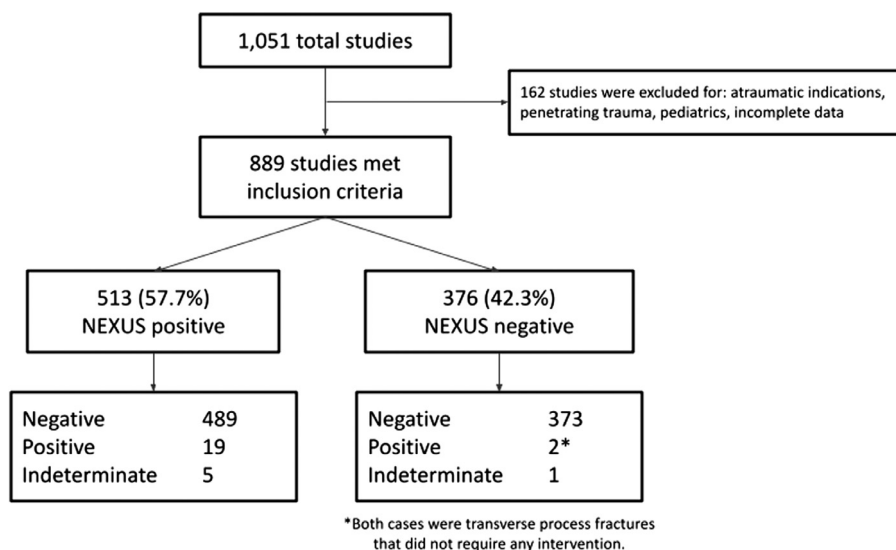 1,051 total studies
162 studies were excluded for: atraumatic indications,
penetrating trauma, pediatrics, incomplete data
889 studies met
inclusion criteria
513 (57.7%)
NEXUS positive
376 (42.3%)
NEXUS negative
Negative 489
Positive 19
Indeterminate 5
Negative 373
Positive 2*
Indeterminate 1
*Both cases were transverse process fractures
that did not require any intervention.